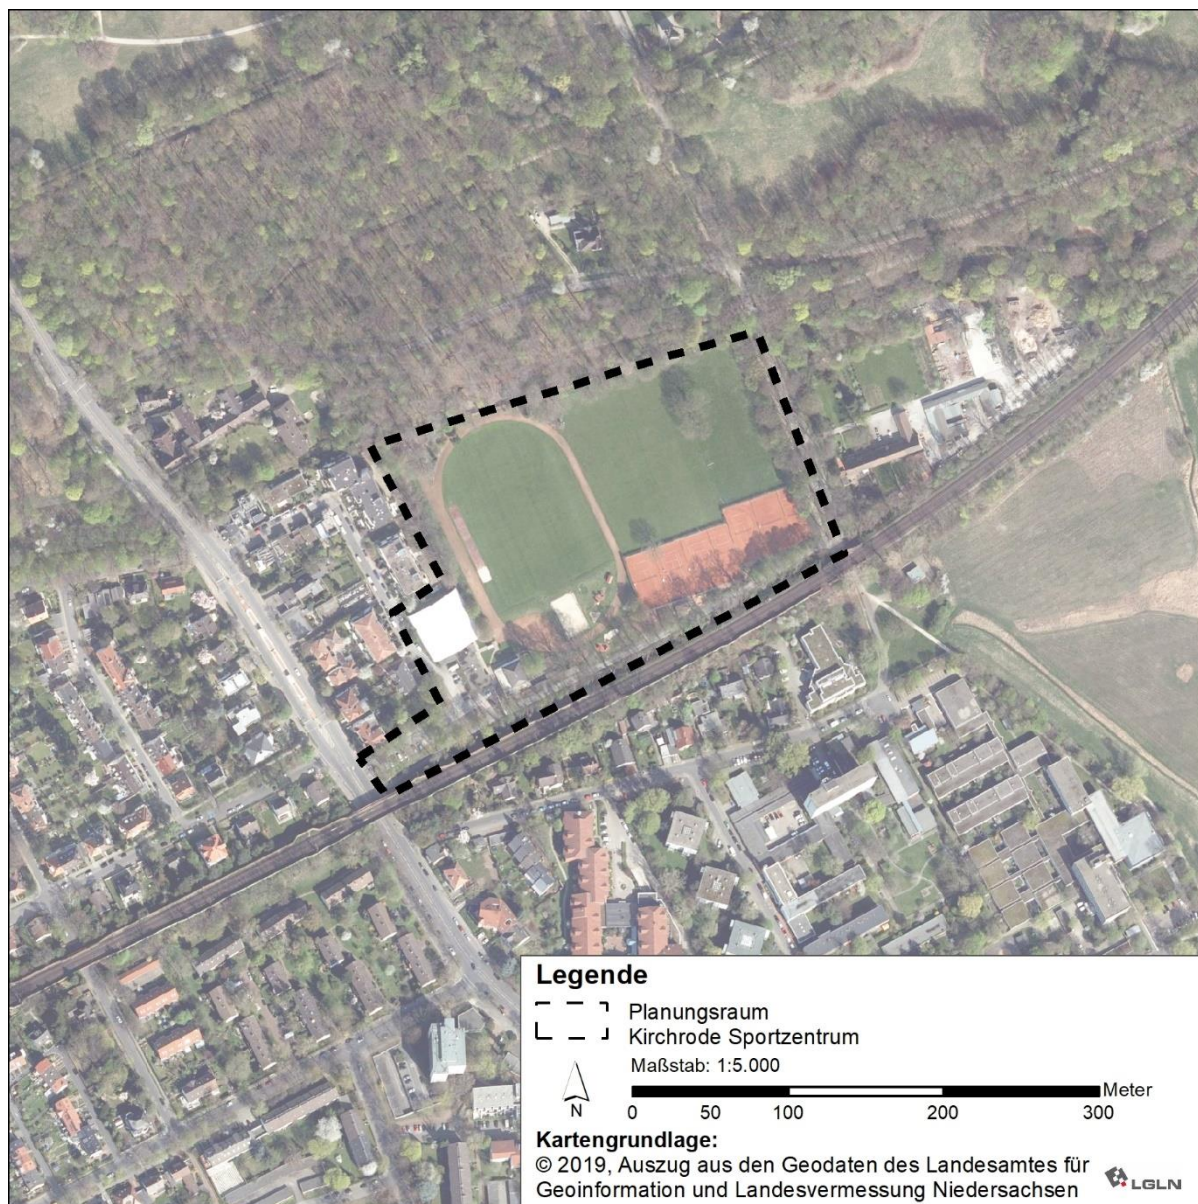 Legende
Planungsraum
Kirchrode Sportzentrum
Maßstab: 1:5.000
Meter
N
0 50 100 200 300
Kartengrundlage:
© 2019, Auszug aus den Geodaten des Landesamtes für
Geoinformation und Landesvermessung Niedersachsen
LGLN